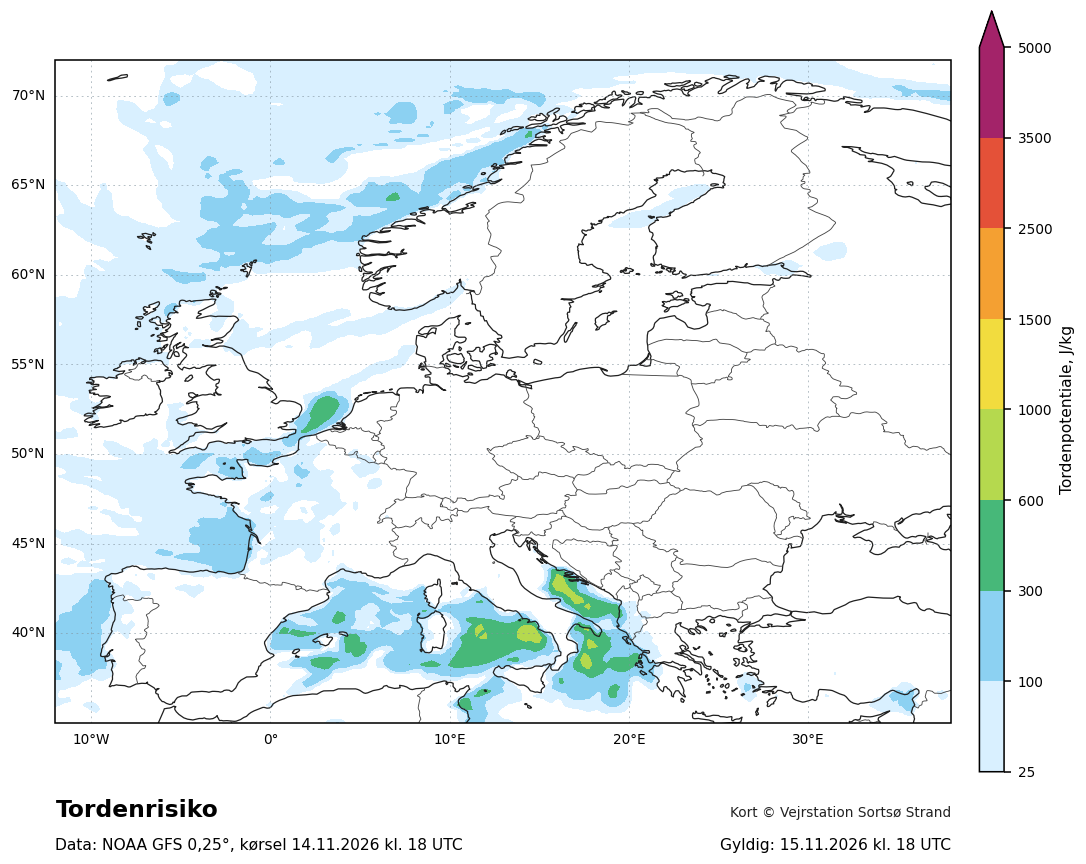 70°N
65°N
60°N
55°N
50°N
45°N
40°N
10°W
0°
10°E
20°E
30°E
5000
3500
2500
1500
1000
600
300
100
25
Tordenpotentiale, J/kg
Tordenrisiko
Kort © Vejrstation Sortsø Strand
Data: NOAA GFS 0,25°, kørsel 14.11.2026 kl. 18 UTC
Gyldig: 15.11.2026 kl. 18 UTC